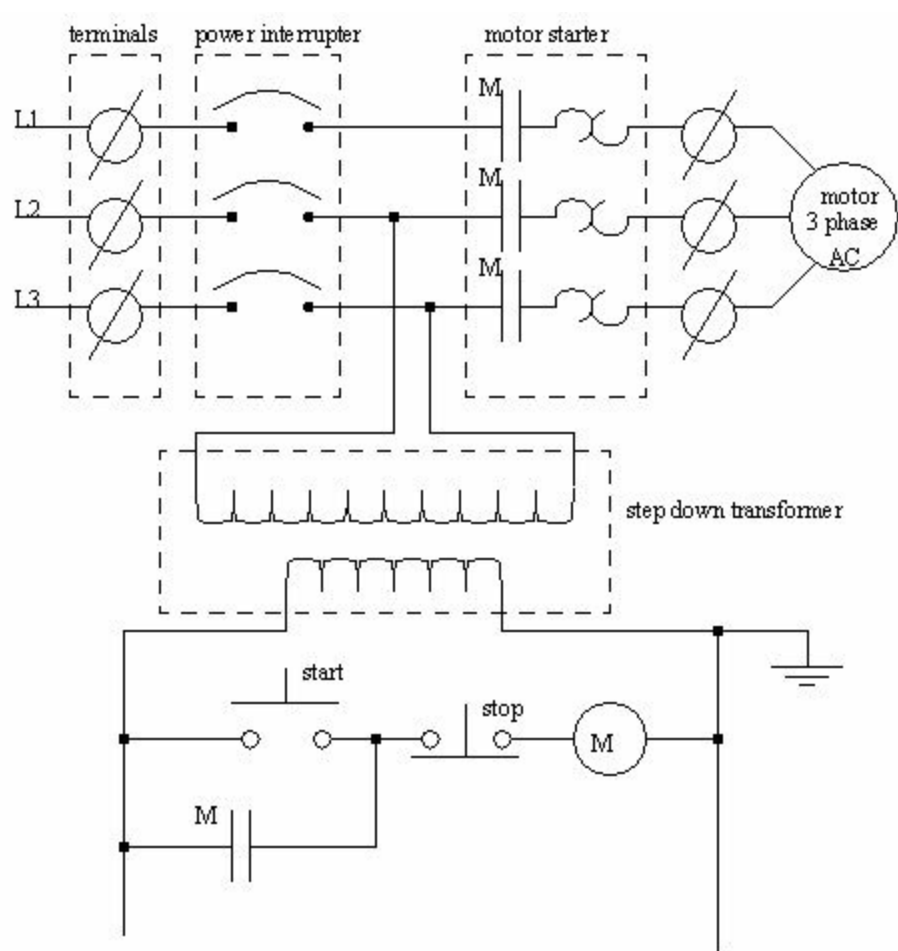 terminals
power interrupter
motor starter
M
L1
M
L2
motor
3 phase
AC
M
L3
step down transformer
start
stop
M
M